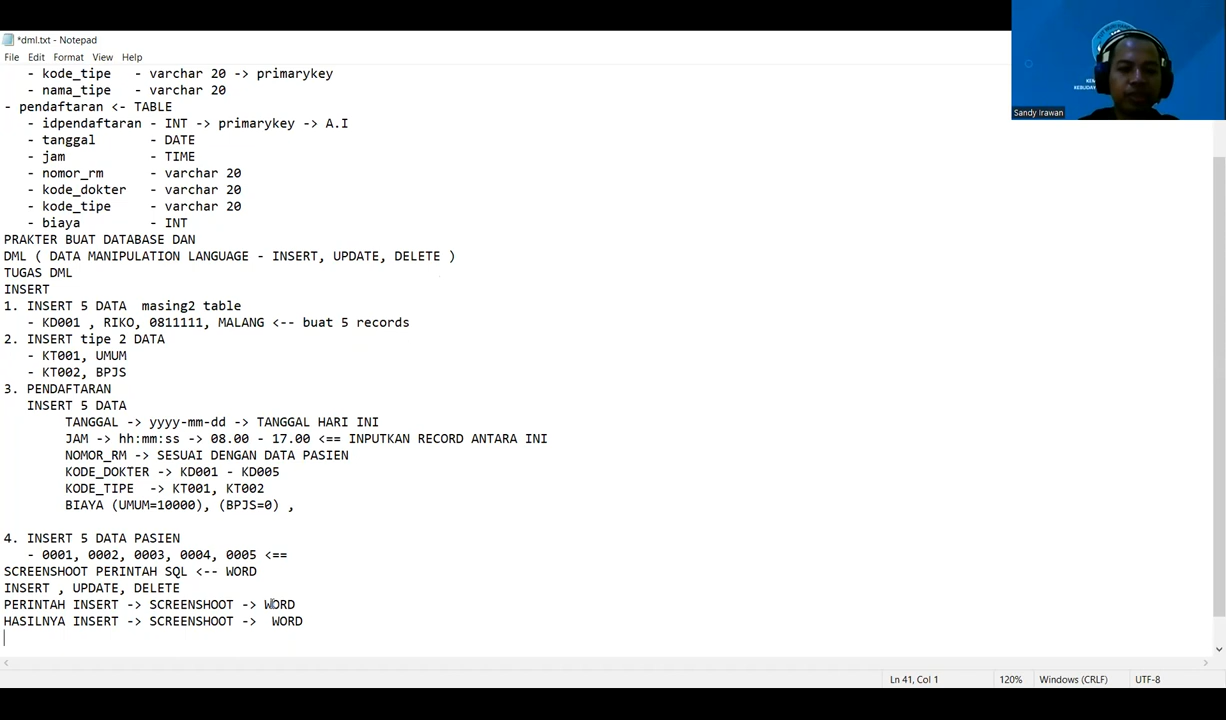 *dml.txt - Notepad
File Edit Format View Help
- kode_tipe - varchar 20 -> primarykey
- nama_tipe - varchar 20
- pendaftaran <- TABLE
- idpendaftaran - INT -> primarykey -> A.I
- tanggal - DATE
- jam - TIME
- nomor_rm - varchar 20
- kode_dokter - varchar 20
- kode_tipe - varchar 20
- biaya - INT
PRAKTER BUAT DATABASE DAN
DML ( DATA MANIPULATION LANGUAGE - INSERT, UPDATE, DELETE )
TUGAS DML
INSERT
1. INSERT 5 DATA masing2 table
- KD001 , RIKO, 0811111, MALANG <-- buat 5 records
2. INSERT tipe 2 DATA
- KT001, UMUM
- KT002, BPJS
3. PENDAFTARAN
INSERT 5 DATA
TANGGAL -> yyyy-mm-dd -> TANGGAL HARI INI
JAM -> hh:mm:ss -> 08.00 - 17.00 <== INPUTKAN RECORD ANTARA INI
NOMOR_RM -> SESUAI DENGAN DATA PASIEN
KODE_DOKTER -> KD001 - KD005
KODE_TIPE -> KT001, KT002
BIAYA (UMUM=10000), (BPJS=0) ,
4. INSERT 5 DATA PASIEN
- 0001, 0002, 0003, 0004, 0005 <==
SCREENSHOOT PERINTAH SQL <-- WORD
INSERT , UPDATE, DELETE
PERINTAH INSERT -> SCREENSHOOT -> WORD
HASILNYA INSERT -> SCREENSHOOT -> WORD
Ln 41, Col 1 120% Windows (CRLF) UTF-8
Sandy Irawan